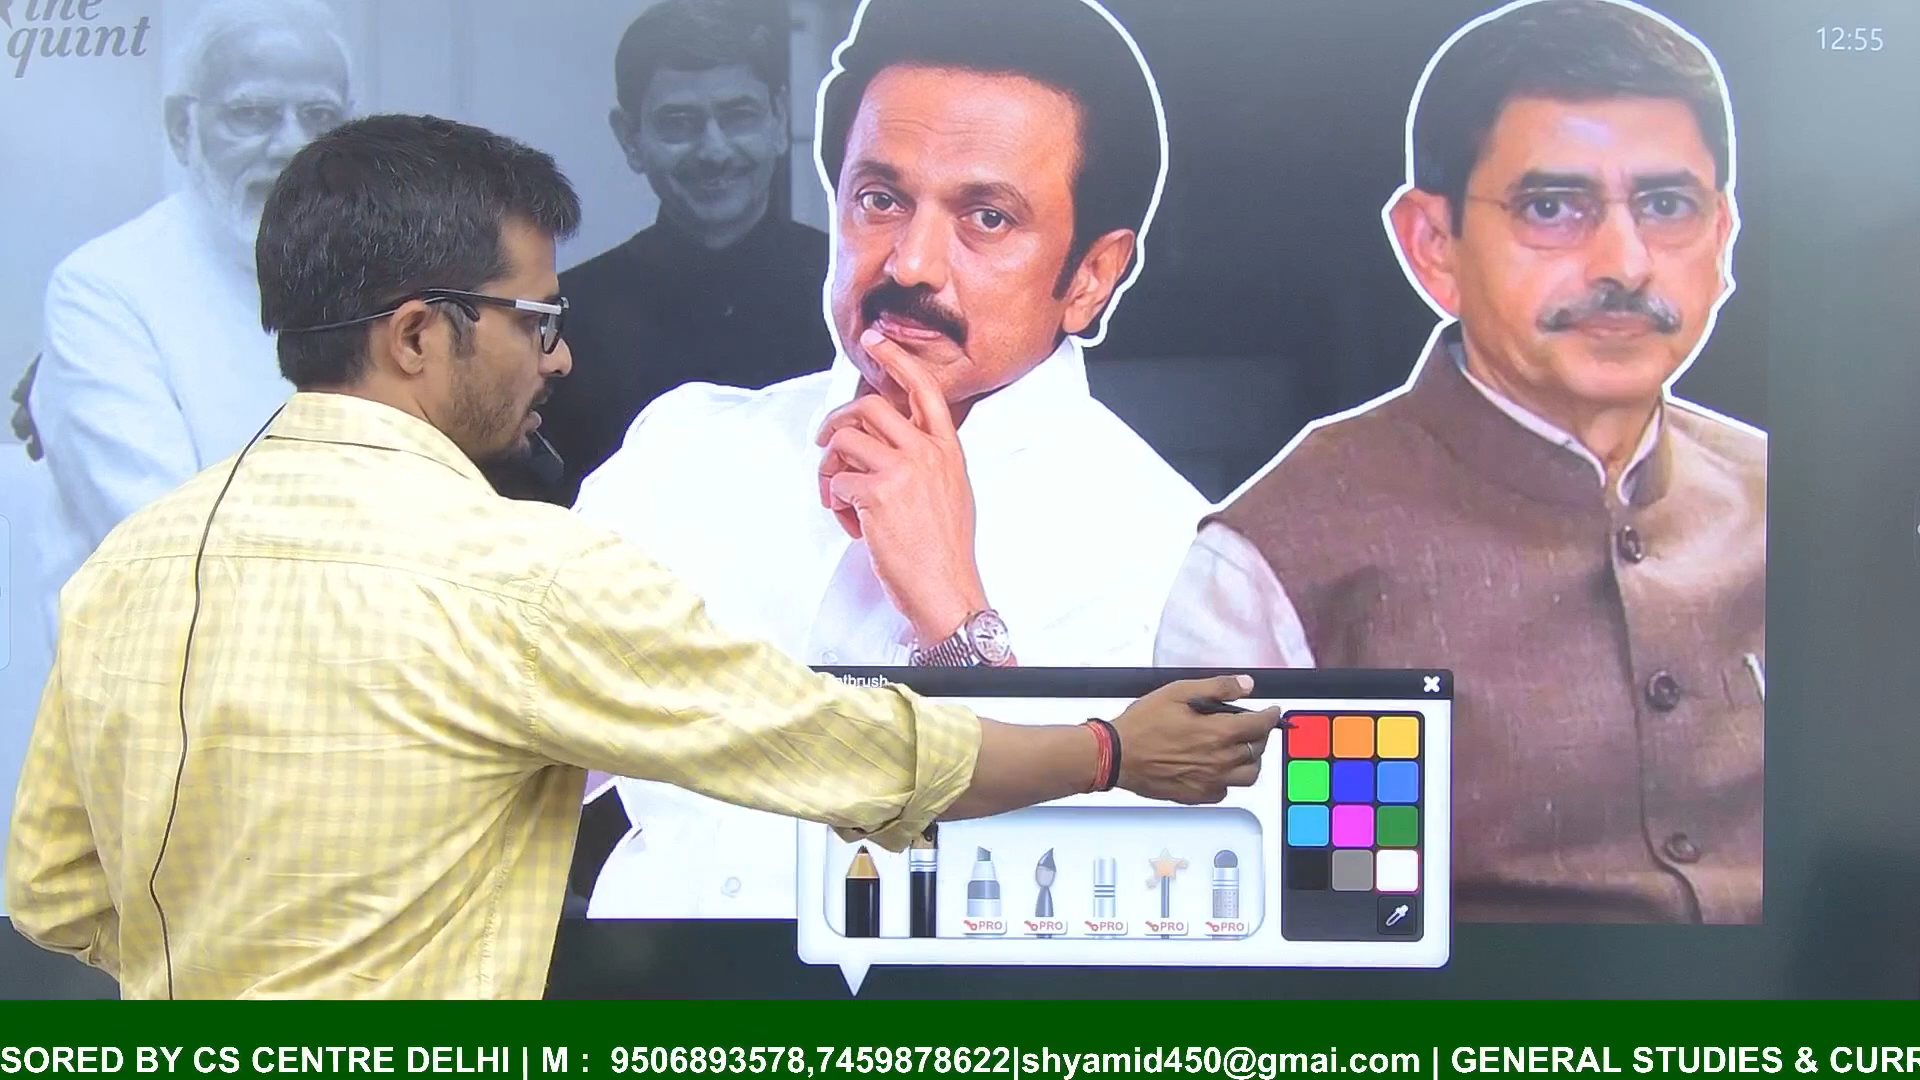 the
quint
12:55
PRO
PRO
PRO
PRO
PRO
SORED BY CS CENTRE DELHI | M : 9506893578,7459878622|shyamid450@gmai.com | GENERAL STUDIES & CURR